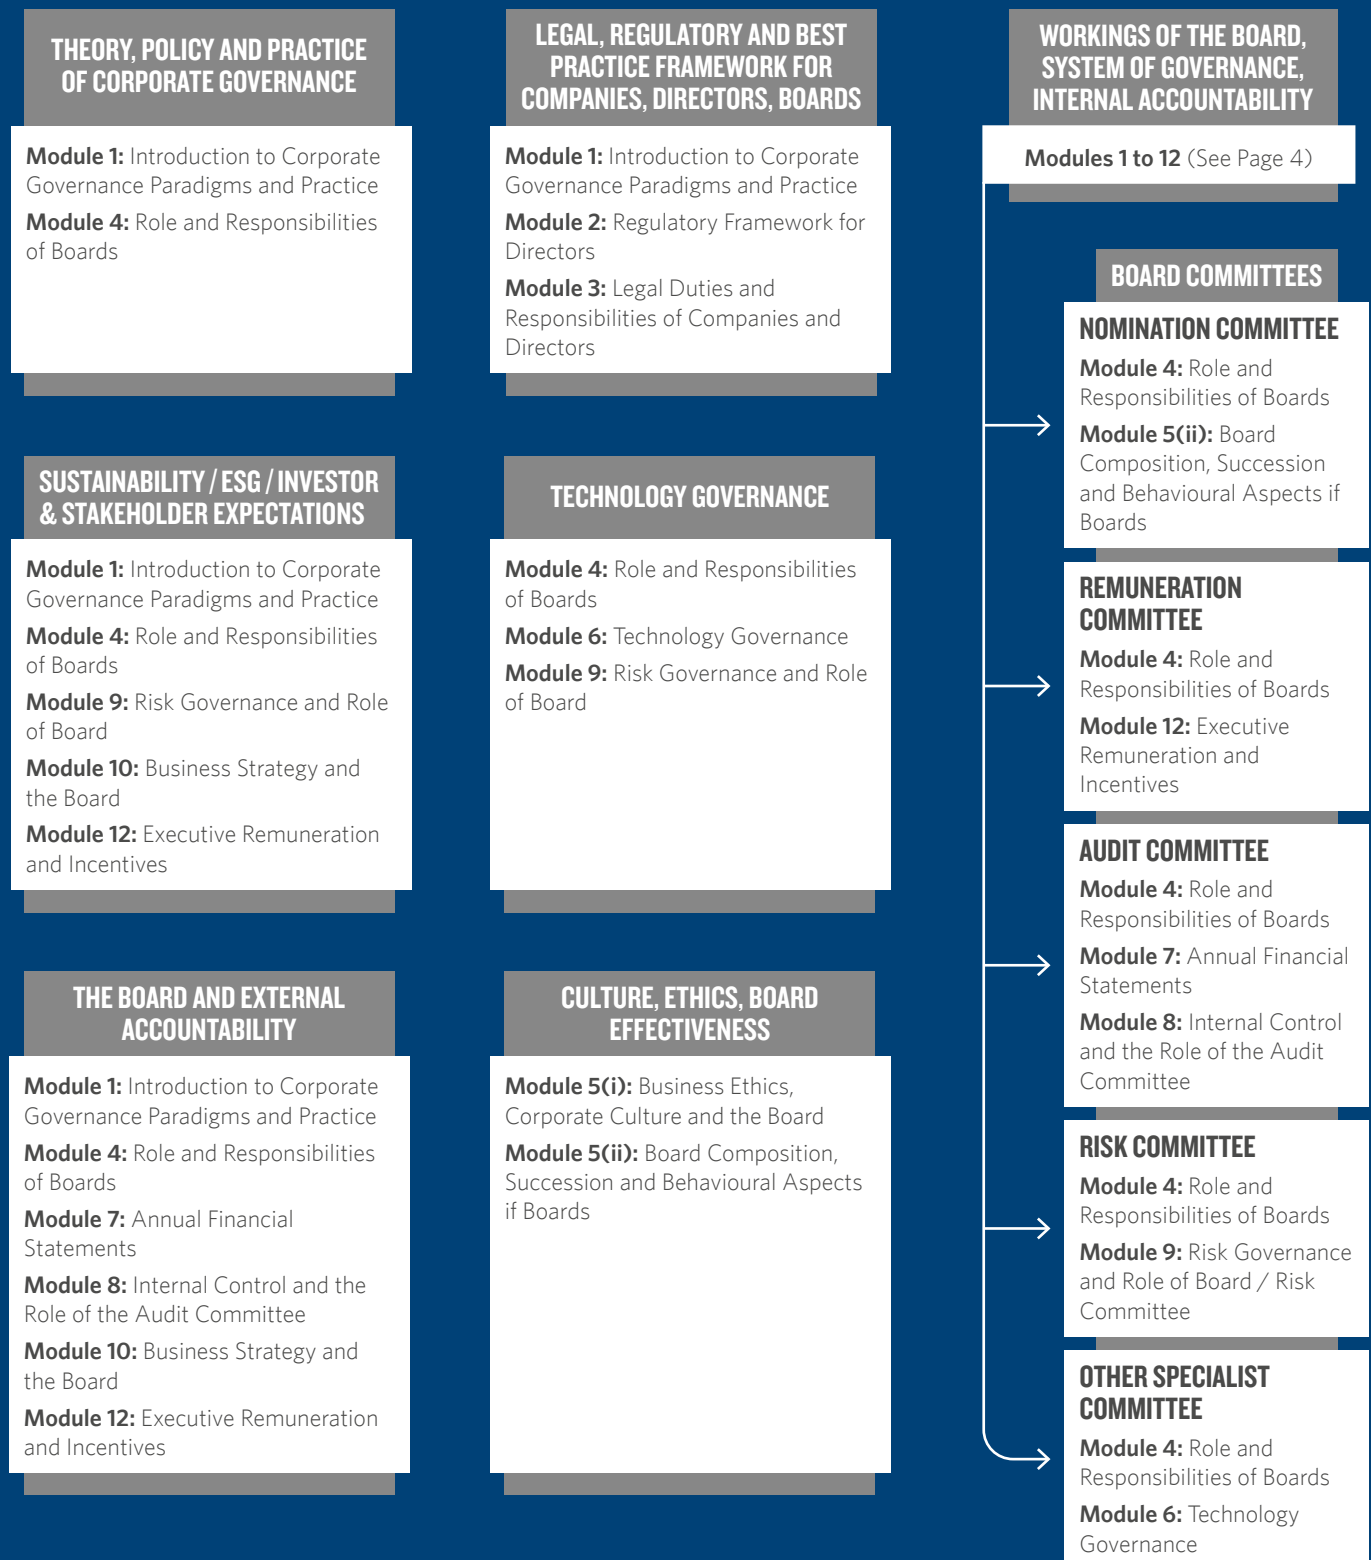 THEORY, POLICY AND PRACTICE
OF CORPORATE GOVERNANCE
Module 1: Introduction to Corporate
Governance Paradigms and Practice
Module 4: Role and Responsibilities
of Boards
LEGAL, REGULATORY AND BEST
PRACTICE FRAMEWORK FOR
COMPANIES, DIRECTORS, BOARDS
Module 1: Introduction to Corporate
Governance Paradigms and Practice
Module 2: Regulatory Framework for
Directors
Module 3: Legal Duties and
Responsibilities of Companies and
Directors
SUSTAINABILITY / ESG / INVESTOR
& STAKEHOLDER EXPECTATIONS
Module 1: Introduction to Corporate
Governance Paradigms and Practice
Module 4: Role and Responsibilities
of Boards
Module 9: Risk Governance and Role
of Board
Module 10: Business Strategy and
the Board
Module 12: Executive Remuneration
and Incentives
TECHNOLOGY GOVERNANCE
Module 4: Role and Responsibilities
of Boards
Module 6: Technology Governance
Module 9: Risk Governance and Role
of Board
THE BOARD AND EXTERNAL
ACCOUNTABILITY
Module 1: Introduction to Corporate
Governance Paradigms and Practice
Module 4: Role and Responsibilities
of Boards
Module 7: Annual Financial
Statements
Module 8: Internal Control and the
Role of the Audit Committee
Module 10: Business Strategy and
the Board
Module 12: Executive Remuneration
and Incentives
CULTURE, ETHICS, BOARD
EFFECTIVENESS
Module 5(i): Business Ethics,
Corporate Culture and the Board
Module 5(ii): Board Composition,
Succession and Behavioural Aspects
if Boards
WORKINGS OF THE BOARD,
SYSTEM OF GOVERNANCE,
INTERNAL ACCOUNTABILITY
Modules 1 to 12 (See Page 4)
BOARD COMMITTEES
NOMINATION COMMITTEE
Module 4: Role and
Responsibilities of Boards
Module 5(ii): Board
Composition, Succession
and Behavioural Aspects if
Boards
REMUNERATION
COMMITTEE
Module 4: Role and
Responsibilities of Boards
Module 12: Executive
Remuneration and
Incentives
AUDIT COMMITTEE
Module 4: Role and
Responsibilities of Boards
Module 7: Annual Financial
Statements
Module 8: Internal Control
and the Role of the Audit
Committee
RISK COMMITTEE
Module 4: Role and
Responsibilities of Boards
Module 9: Risk Governance
and Role of Board / Risk
Committee
OTHER SPECIALIST
COMMITTEE
Module 4: Role and
Responsibilities of Boards
Module 6: Technology
Governance